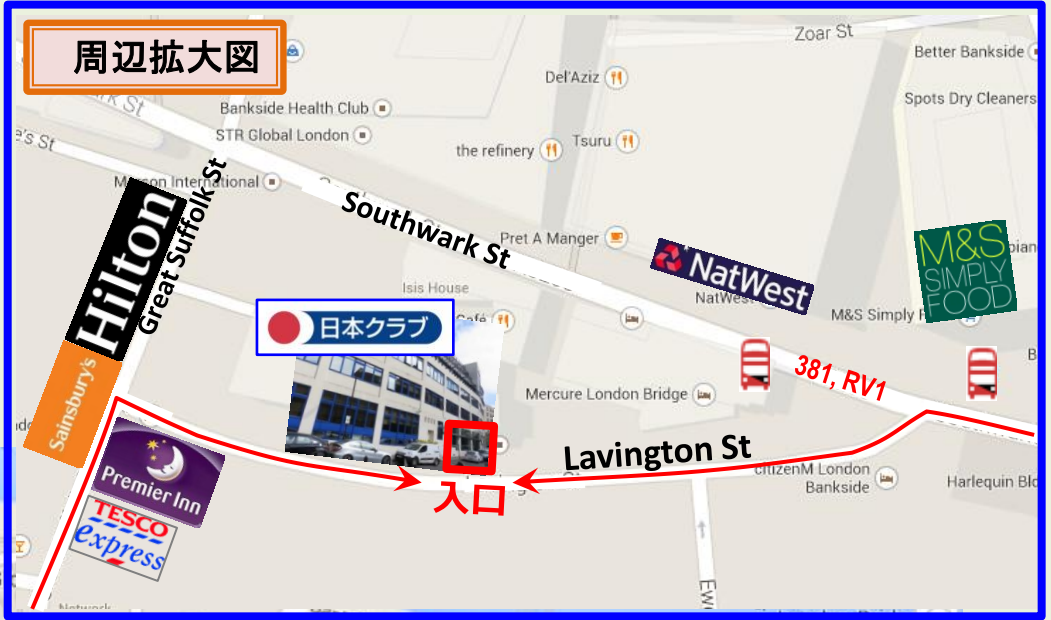 周辺拡大図
Zoar St
Better Bankside
Del'Aziz
Spots Dry Cleaners
Bankside Health Club
STR Global London
the refinery
Tsuru
International
Great Suffolk St
Hilton
Southwark St
Pret A Manger
NatWest
M&S
SIMPLY
FOOD
Isis House
日本クラブ
Café
NatWest
M&S Simply
381, RV1
Sainsbury's
Mercure London Bridge
Lavington St
Premier Inn
citizenM London
Bankside
Harlequin
入口
TESCO
express